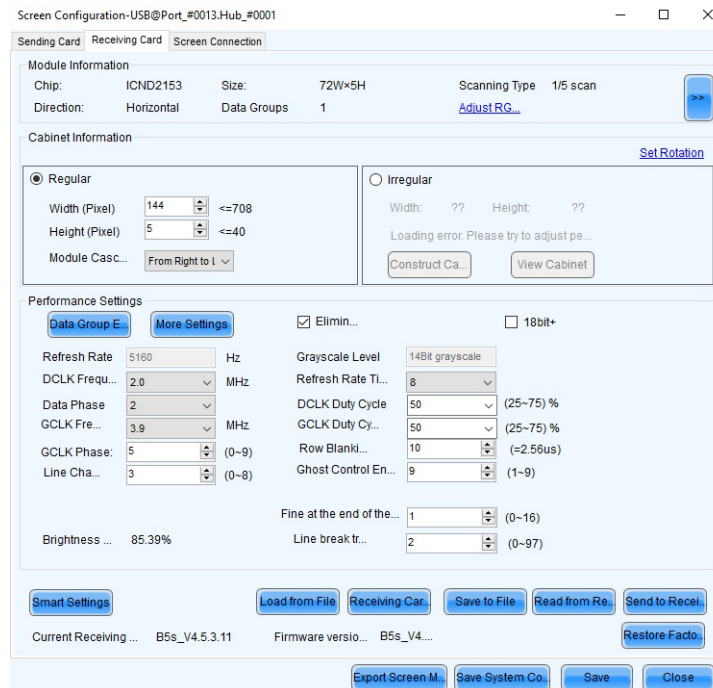 Screen Configuration-USB@Port_#0013.Hub_#0001
Sending Card Receiving Card Screen Connection
Module Information
Chip: ICND2153 Size: 72W×5H Scanning Type 1/5 scan
Direction: Horizontal Data Groups 1 Adjust RG...
>>
Cabinet Information
Set Rotation
Regular Irregular
Width (Pixel) 144 <=708 Width: ?? Height: ??
Height (Pixel) 5 <=40 Loading error. Please try to adjust pe...
Module Casc... From Right to L Construct Ca... View Cabinet
Performance Settings
Data Group E... More Settings Elimin... 18bit+
Refresh Rate 5160 Hz Grayscale Level 14Bit grayscale
DCLK Frequ... 2.0 MHz Refresh Rate Ti... 8
Data Phase 2 DCLK Duty Cycle 50 (25~75) %
GCLK Fre... 3.9 MHz GCLK Duty Cy... 50 (25~75) %
GCLK Phase: 5 (0~9) Row Blanki... 10 (=2.56us)
Line Cha... 3 (0~8) Ghost Control En... 9 (1~9)
Fine at the end of the... 1 (0~16)
Brightness ... 85.39% Line break tr... 2 (0~97)
Smart Settings Load from File Receiving Car... Save to File Read from Re... Send to Recei...
Current Receiving ... B5s_V4.5.3.11 Firmware versio... B5s_V4.... Restore Facto...
Export Screen M... Save System Co... Save Close